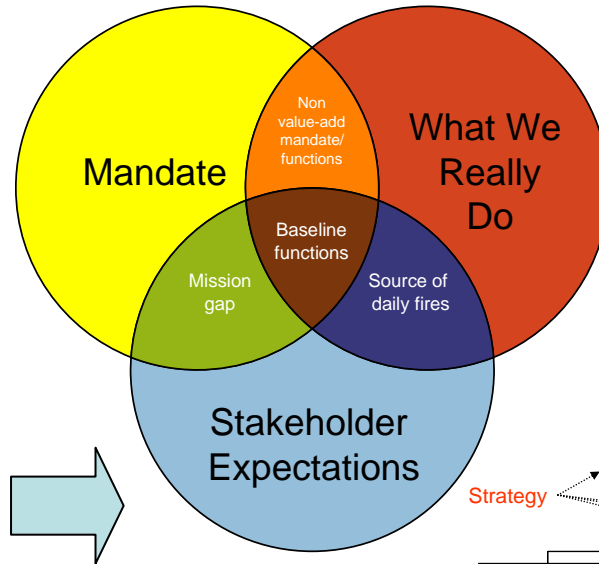 Non
value-add
mandate/
functions
Mandate
What We
Really
Do
Baseline
functions
Mission
gap
Source of
daily fires
Stakeholder
Expectations
Strategy